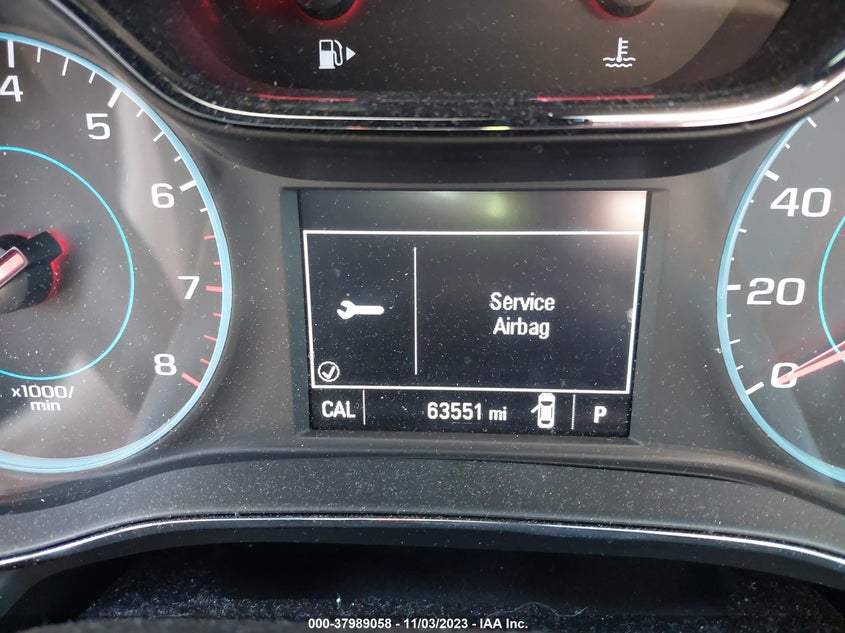 4
5
6
7
8
x1000/
min
Service
Airbag
CAL
63551 mi
P
40
20
0
000-37989058 - 11/03/2023 - IAA Inc.